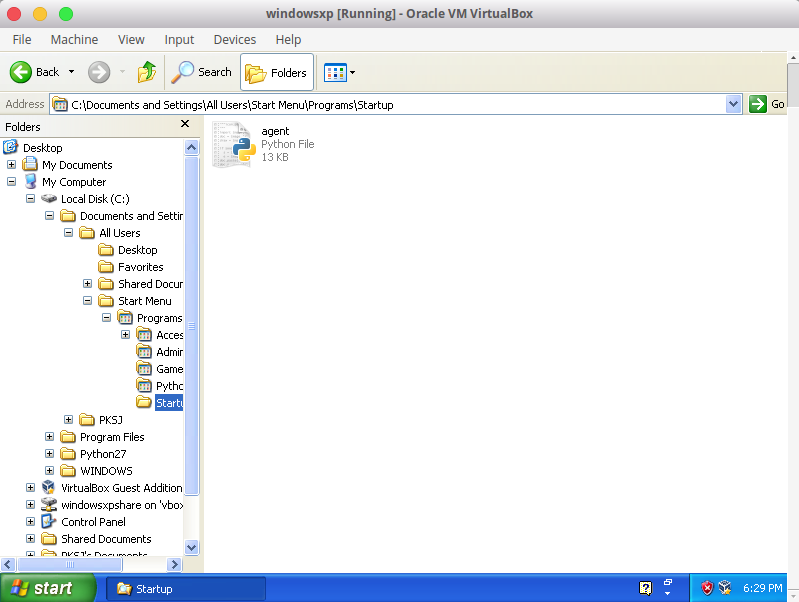 windowsxp [Running] - Oracle VM VirtualBox
File Machine View Input Devices Help
Back Search Folders
Address C:\Documents and Settings\All Users\Start Menu\Programs\Startup Go
Folders
agent
Python File
13 KB
Desktop
My Documents
My Computer
Local Disk (C:)
Documents and Settin
All Users
Desktop
Favorites
Shared Docur
Start Menu
Programs
Acces
Admir
Game
Pytho
Startu
PKSJ
Program Files
Python27
WINDOWS
VirtualBox Guest Addition
windowsxpshare on 'vbox
Control Panel
Shared Documents
PKSJ's Documents
start Startup 6:29 PM